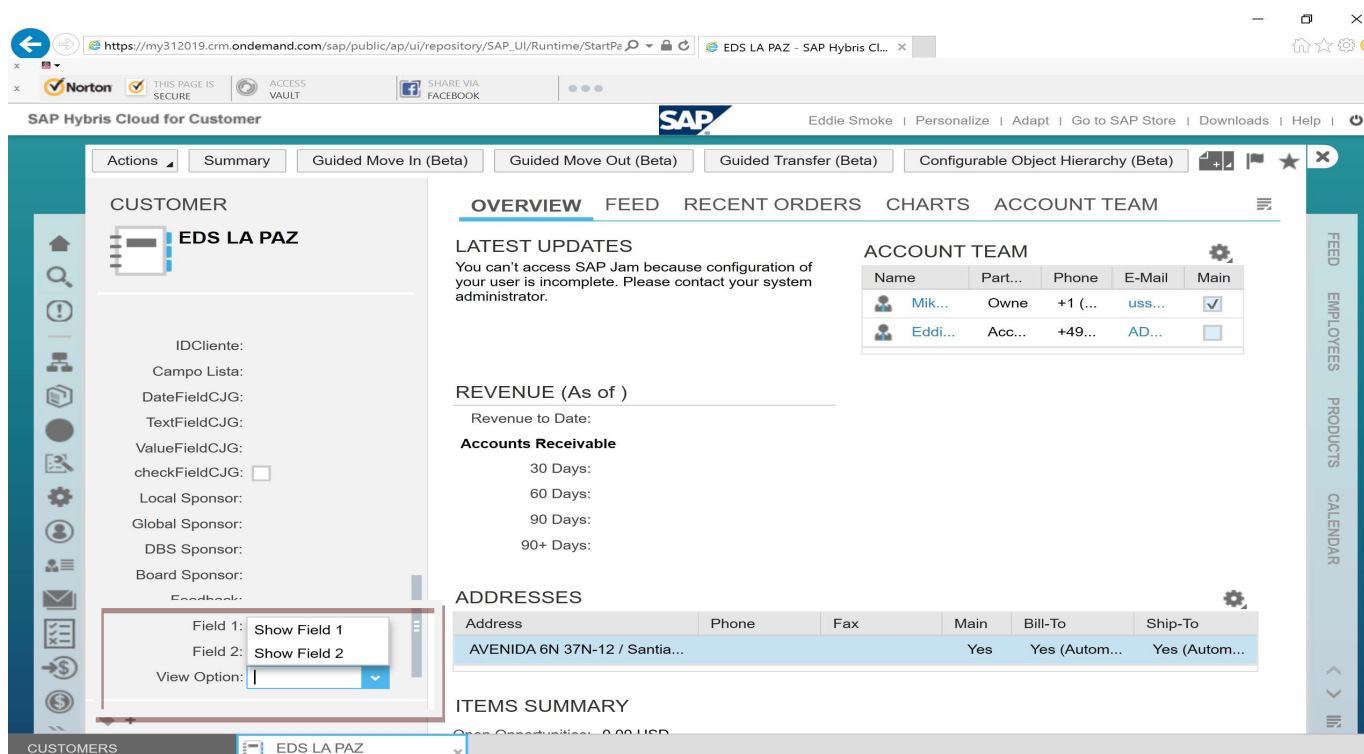 https://my312019.crm.ondemand.com/sap/public/ap/ui/repository/SAP_UI/Runtime/StartPa
EDS LA PAZ - SAP Hybris Cl...
Norton
THIS PAGE IS SECURE
ACCESS VAULT
SHARE VIA FACEBOOK
SAP Hybris Cloud for Customer
SAP
Eddie Smoke | Personalize | Adapt | Go to SAP Store | Downloads | Help |
Actions
Summary
Guided Move In (Beta)
Guided Move Out (Beta)
Guided Transfer (Beta)
Configurable Object Hierarchy (Beta)
CUSTOMER
EDS LA PAZ
IDCliente:
Campo Lista:
DateFieldCJG:
TextFieldCJG:
ValueFieldCJG:
checkFieldCJG:
Local Sponsor:
Global Sponsor:
DBS Sponsor:
Board Sponsor:
Feedback:
Field 1:
Show Field 1
Field 2:
Show Field 2
View Option:
OVERVIEW FEED RECENT ORDERS CHARTS ACCOUNT TEAM
LATEST UPDATES
You can't access SAP Jam because configuration of
your user is incomplete. Please contact your system
administrator.
ACCOUNT TEAM
Name Part... Phone E-Mail Main
Mik... Owne +1 (... uss...
Eddi... Acc... +49... AD...
REVENUE (As of )
Revenue to Date:
Accounts Receivable
30 Days:
60 Days:
90 Days:
90+ Days:
ADDRESSES
Address Phone Fax Main Bill-To Ship-To
AVENIDA 6N 37N-12 / Santia... Yes Yes (Autom... Yes (Autom...
ITEMS SUMMARY
Open Opportunities: 0.00 USD
FEED
EMPLOYEES
PRODUCTS
CALENDAR
CUSTOMERS
EDS LA PAZ